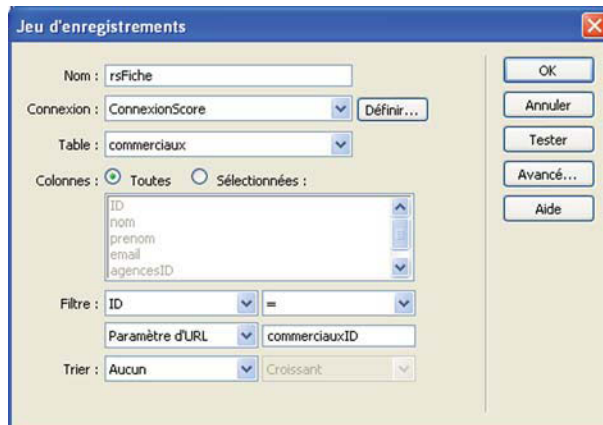 Jeu d'enregistrements
Nom : rsFiche
OK
Connexion : ConnexionScore Définir...
Annuler
Table : commerciaux
Tester
Colonnes : Toutes Sélectionnées :
Avancé...
ID
nom
prenom
email
agencesID
Aide
Filtre : ID =
Paramètre d'URL commerciauxID
Trier : Aucun Croissant